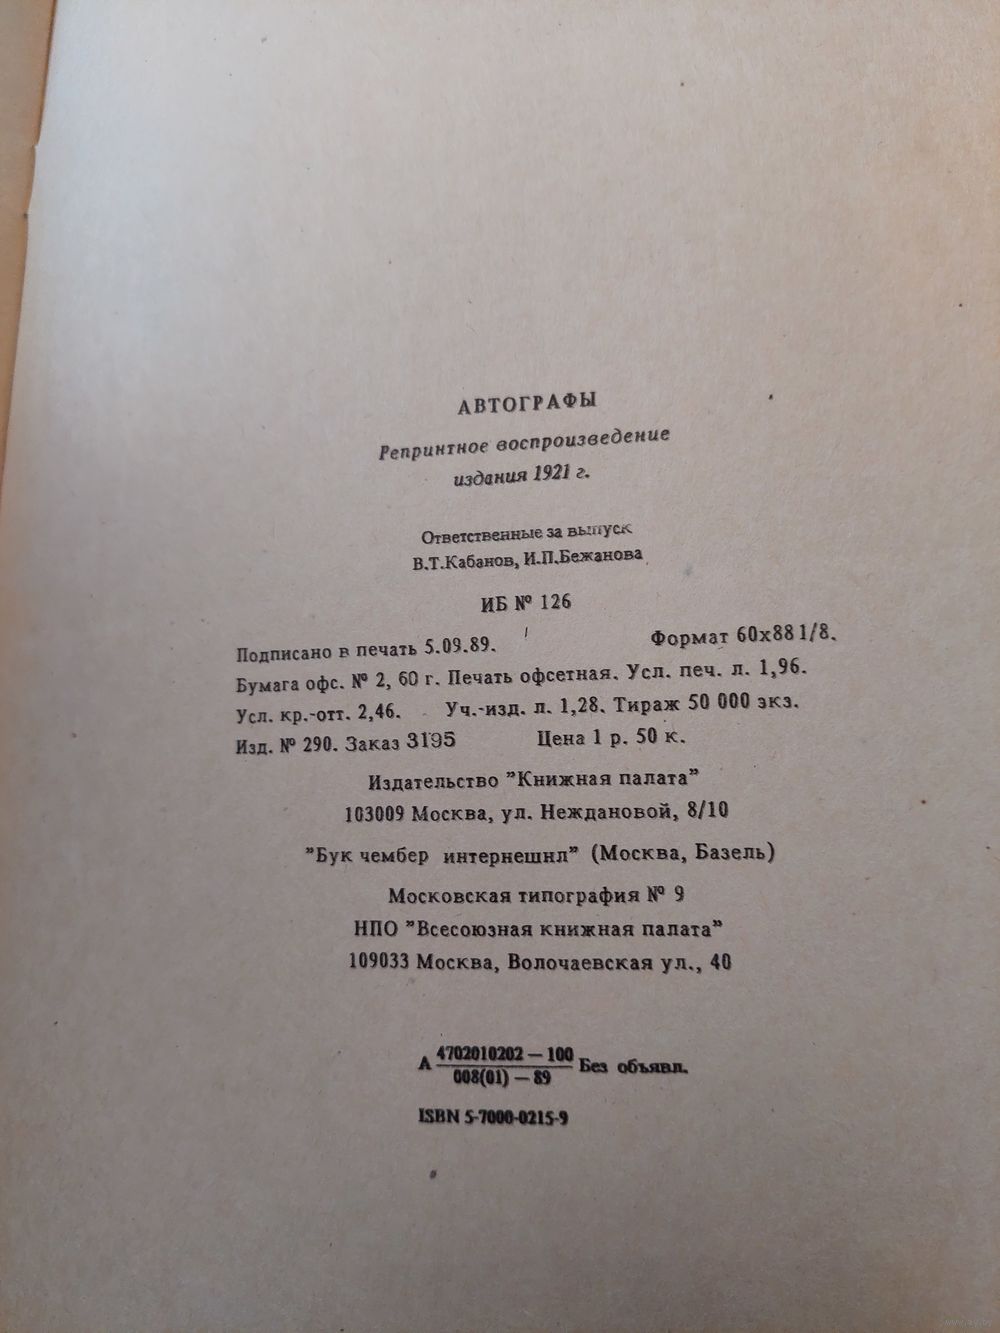 АВТОГРАФЫ
Репринтное воспроизведение
издания 1921 г.
Ответственные за выпуск
В.Т.Кабанов, И.П.Бежанова
ИБ № 126
Подписано в печать 5.09.89. Формат 60х88 1/8.
Бумага офс. № 2, 60 г. Печать офсетная. Усл. печ. л. 1,96.
Усл. кр.-отт. 2,46. Уч.-изд. л. 1,28. Тираж 50 000 экз.
Изд. № 290. Заказ 3195 Цена 1 р. 50 к.
Издательство "Книжная палата"
103009 Москва, ул. Неждановой, 8/10
"Бук чембер интернешнл" (Москва, Базель)
Московская типография № 9
НПО "Всесоюзная книжная палата"
109033 Москва, Волочаевская ул., 40
А 4702010202 — 100
008(01) — 89 Без объявл.
ISBN 5-7000-0215-9